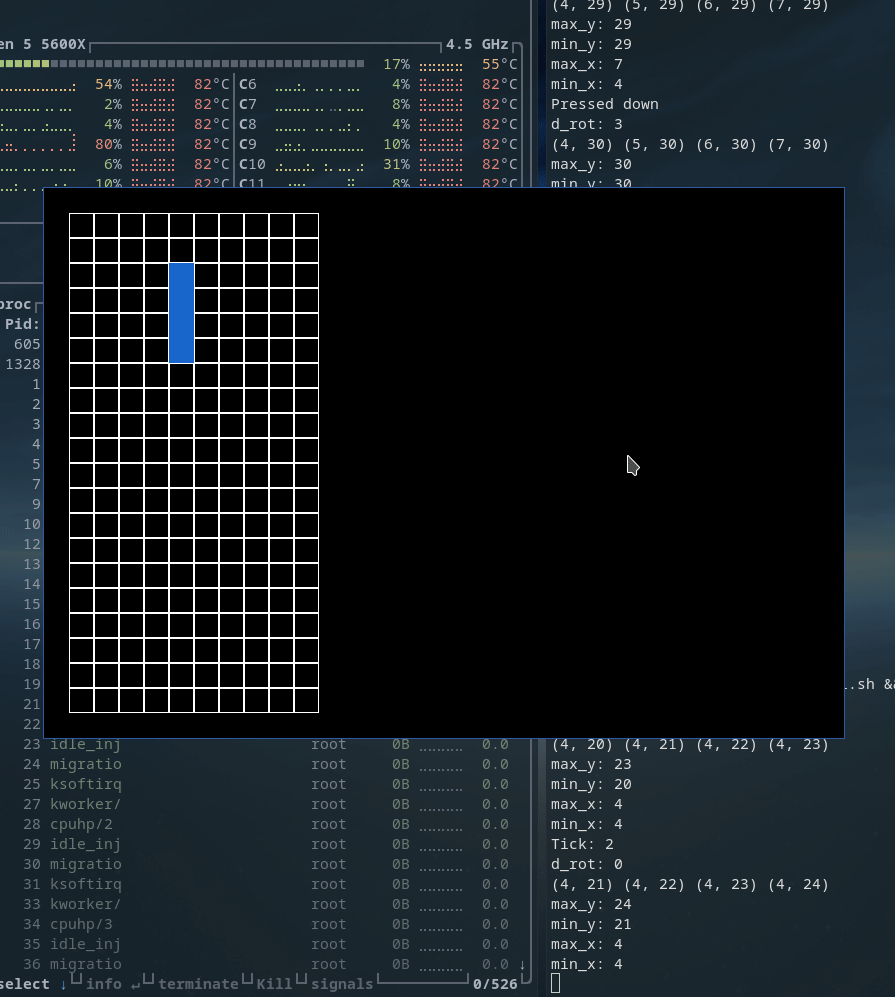 en 5 5600X 4.5 GHz
17% 55°C
54% 82°C C6 4% 82°C
2% 82°C C7 8% 82°C
4% 82°C C8 4% 82°C
80% 82°C C9 10% 82°C
6% 82°C C10 31% 82°C
10% 82°C C11 8% 82°C
proc
Pid:
605
1328
1
2
3
4
5
7
9
10
12
13
14
15
16
17
18
19
21
22
23 idle_inj root 0B 0.0
24 migratio root 0B 0.0
25 ksoftirq root 0B 0.0
27 kworker/ root 0B 0.0
28 cpuhp/2 root 0B 0.0
29 idle_inj root 0B 0.0
30 migratio root 0B 0.0
31 ksoftirq root 0B 0.0
33 kworker/ root 0B 0.0
34 cpuhp/3 root 0B 0.0
35 idle_inj root 0B 0.0
36 migratio root 0B 0.0 ↓
select ↓ info ↵ terminate Kill signals 0/526
(4, 29) (5, 29) (6, 29) (7, 29)
max_y: 29
min_y: 29
max_x: 7
min_x: 4
Pressed down
d_rot: 3
(4, 30) (5, 30) (6, 30) (7, 30)
max_y: 30
min_y: 30
.sh &&
(4, 20) (4, 21) (4, 22) (4, 23)
max_y: 23
min_y: 20
max_x: 4
min_x: 4
Tick: 2
d_rot: 0
(4, 21) (4, 22) (4, 23) (4, 24)
max_y: 24
min_y: 21
max_x: 4
min_x: 4